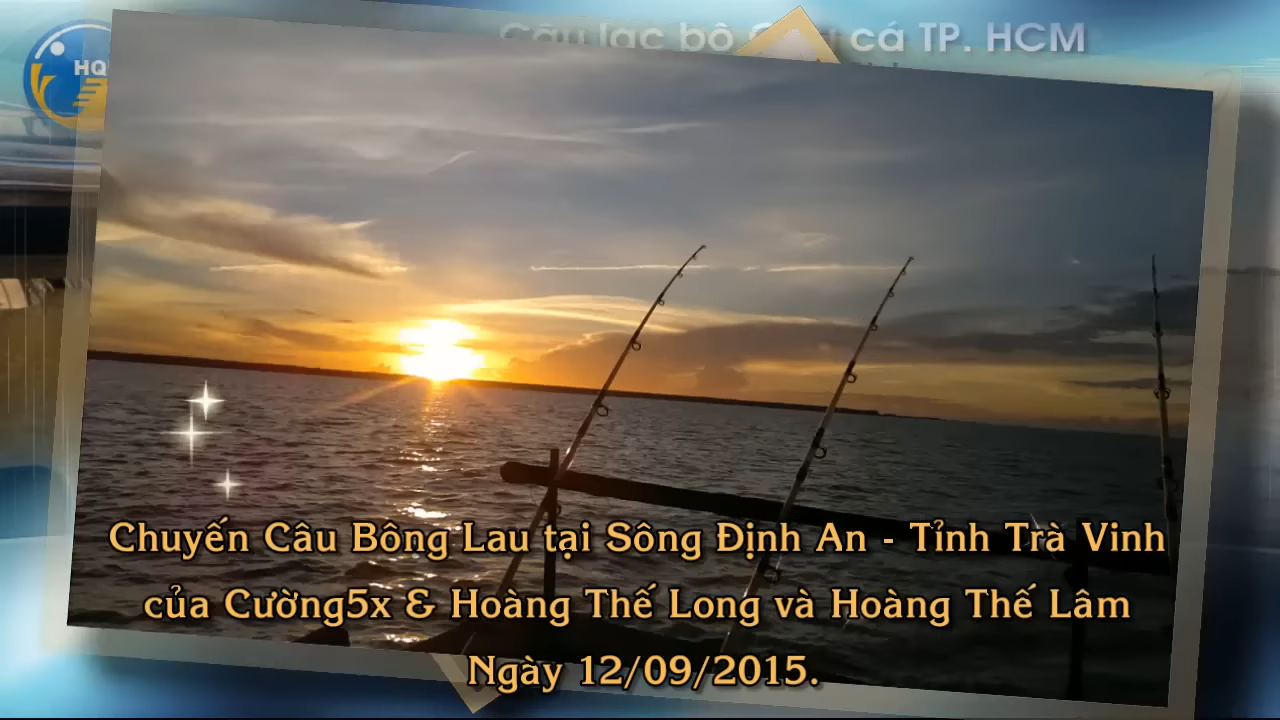 Câu lạc bộ cá TP. HCM
HQ
Chuyến Câu Bông Lau tại Sông Định An - Tỉnh Trà Vinh
của Cường5x & Hoàng Thế Long và Hoàng Thế Lâm
Ngày 12/09/2015.